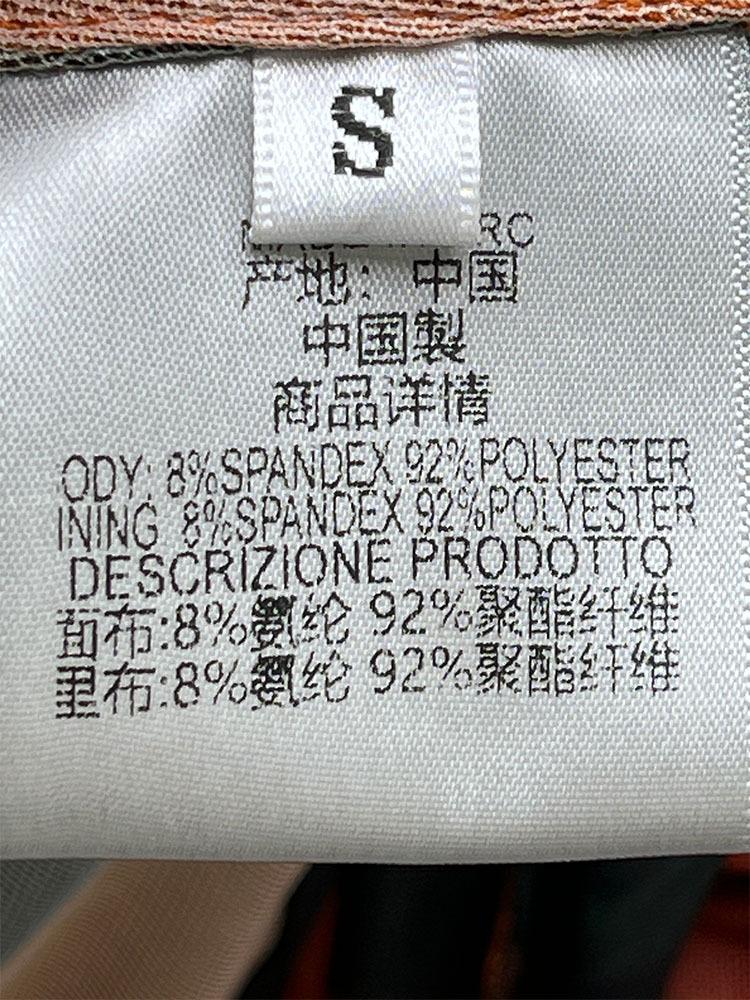 S
产地：中国
中国製
商品详情
ODY: 8%SPANDEX 92%POLYESTER
INING 8%SPANDEX 92%POLYESTER
DESCRIZIONE PRODOTTO
面布:8%氨纶 92%聚酯纤维
里布:8%氨纶 92%聚酯纤维